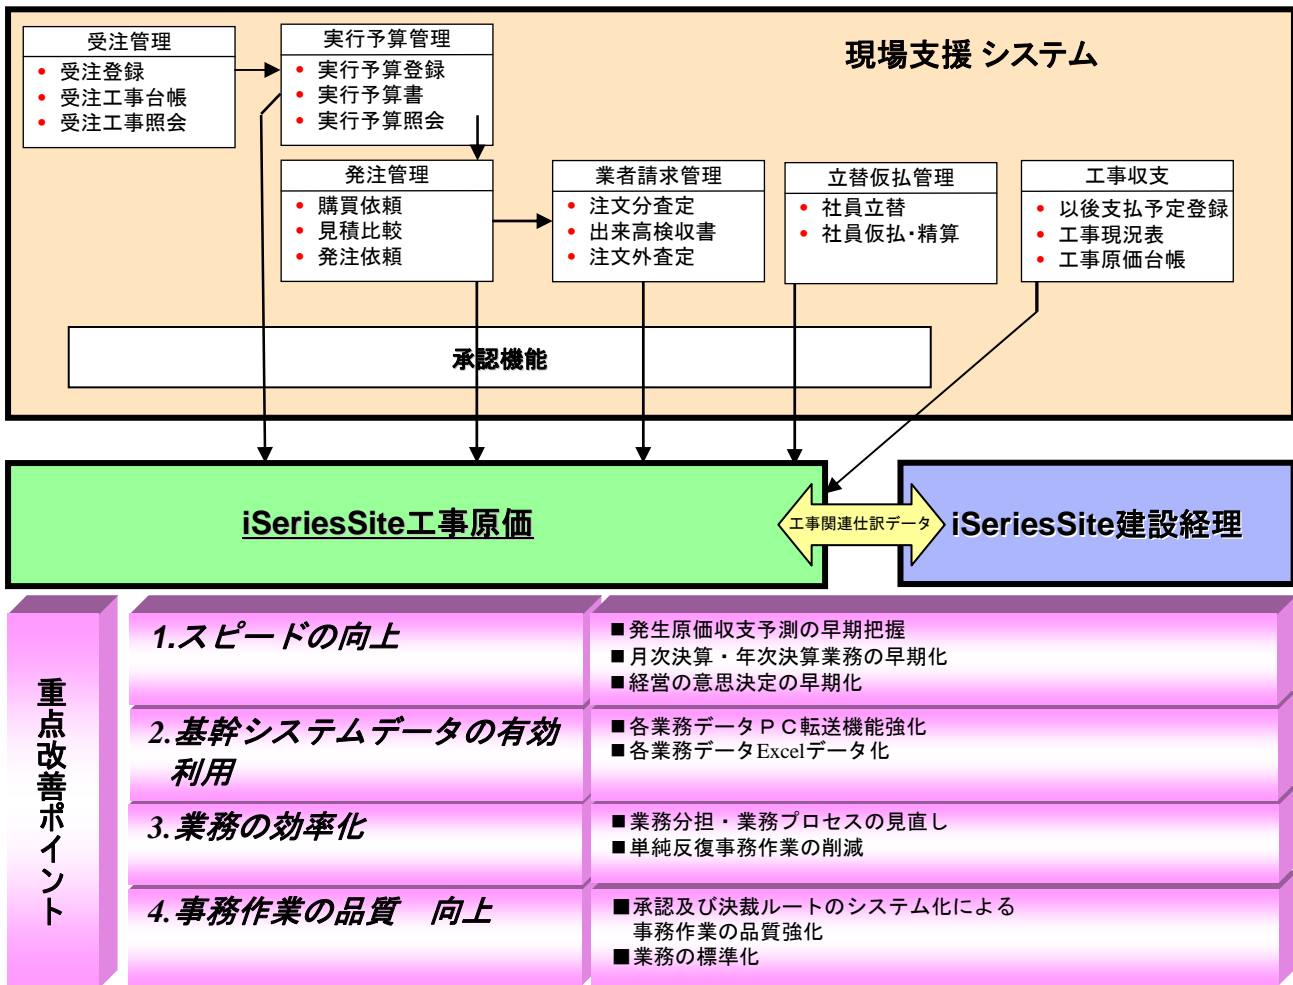 現場支援 システム
受注管理
• 受注登録
• 受注工事台帳
• 受注工事照会
実行予算管理
• 実行予算登録
• 実行予算書
• 実行予算照会
発注管理
• 購買依頼
• 見積比較
• 発注依頼
業者請求管理
• 注文分査定
• 出来高検収書
• 注文外査定
立替仮払管理
• 社員立替
• 社員仮払・精算
工事収支
• 以後支払予定登録
• 工事現況表
• 工事原価台帳
承認機能
iSeriesSite工事原価
工事関連仕訳データ
iSeriesSite建設経理
重点改善ポイント
1.スピードの向上
■発生原価収支予測の早期把握
■月次決算・年次決算業務の早期化
■経営の意思決定の早期化
2.基幹システムデータの有効
利用
■各業務データＰＣ転送機能強化
■各業務データExcelデータ化
3.業務の効率化
■業務分担・業務プロセスの見直し
■単純反復事務作業の削減
4.事務作業の品質　向上
■承認及び決裁ルートのシステム化による
事務作業の品質強化
■業務の標準化